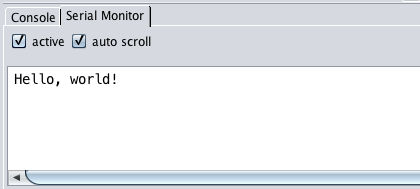 Console Serial Monitor
active auto scroll
Hello, world!